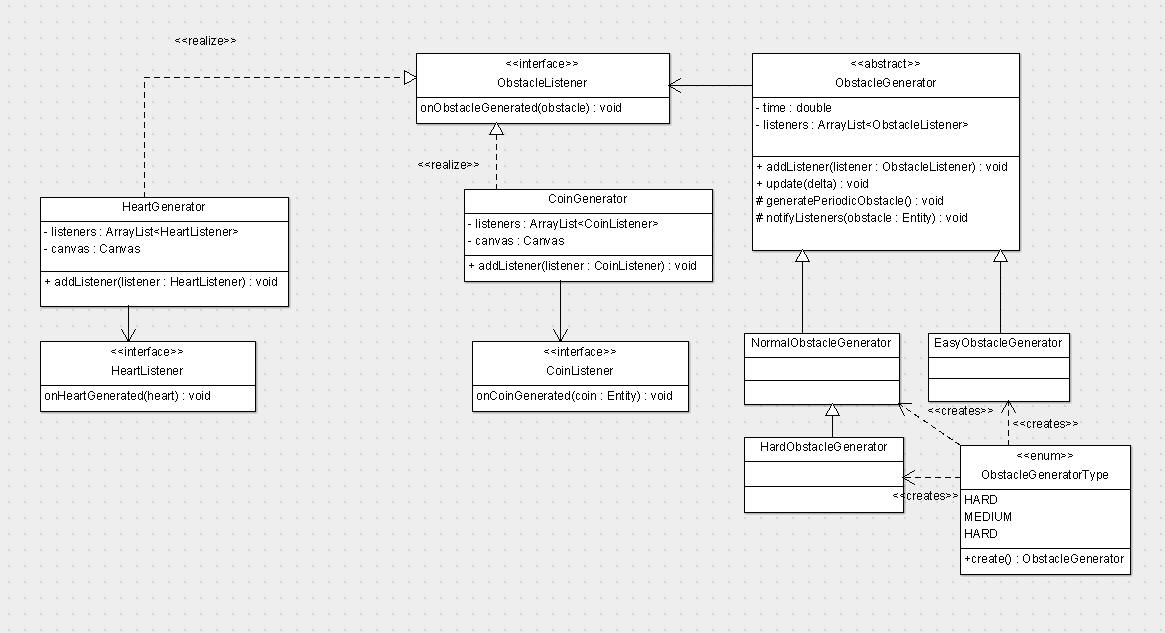 <<realize>>
<<interface>>
ObstacleListener
onObstacleGenerated(obstacle) : void
<<abstract>>
ObstacleGenerator
- time : double
- listeners : ArrayList<ObstacleListener>
+ addListener(listener : ObstacleListener) : void
+ update(delta) : void
# generatePeriodicObstacle() : void
# notifyListeners(obstacle : Entity) : void
<<realize>>
HeartGenerator
- listeners : ArrayList<HeartListener>
- canvas : Canvas
+ addListener(listener : HeartListener) : void
CoinGenerator
- listeners : ArrayList<CoinListener>
- canvas : Canvas
+ addListener(listener : CoinListener) : void
<<interface>>
HeartListener
onHeartGenerated(heart) : void
<<interface>>
CoinListener
onCoinGenerated(coin : Entity) : void
NormalObstacleGenerator
EasyObstacleGenerator
<<creates>>
<<creates>>
HardObstacleGenerator
<<creates>>
<<enum>>
ObstacleGeneratorType
HARD
MEDIUM
HARD
+create() : ObstacleGenerator